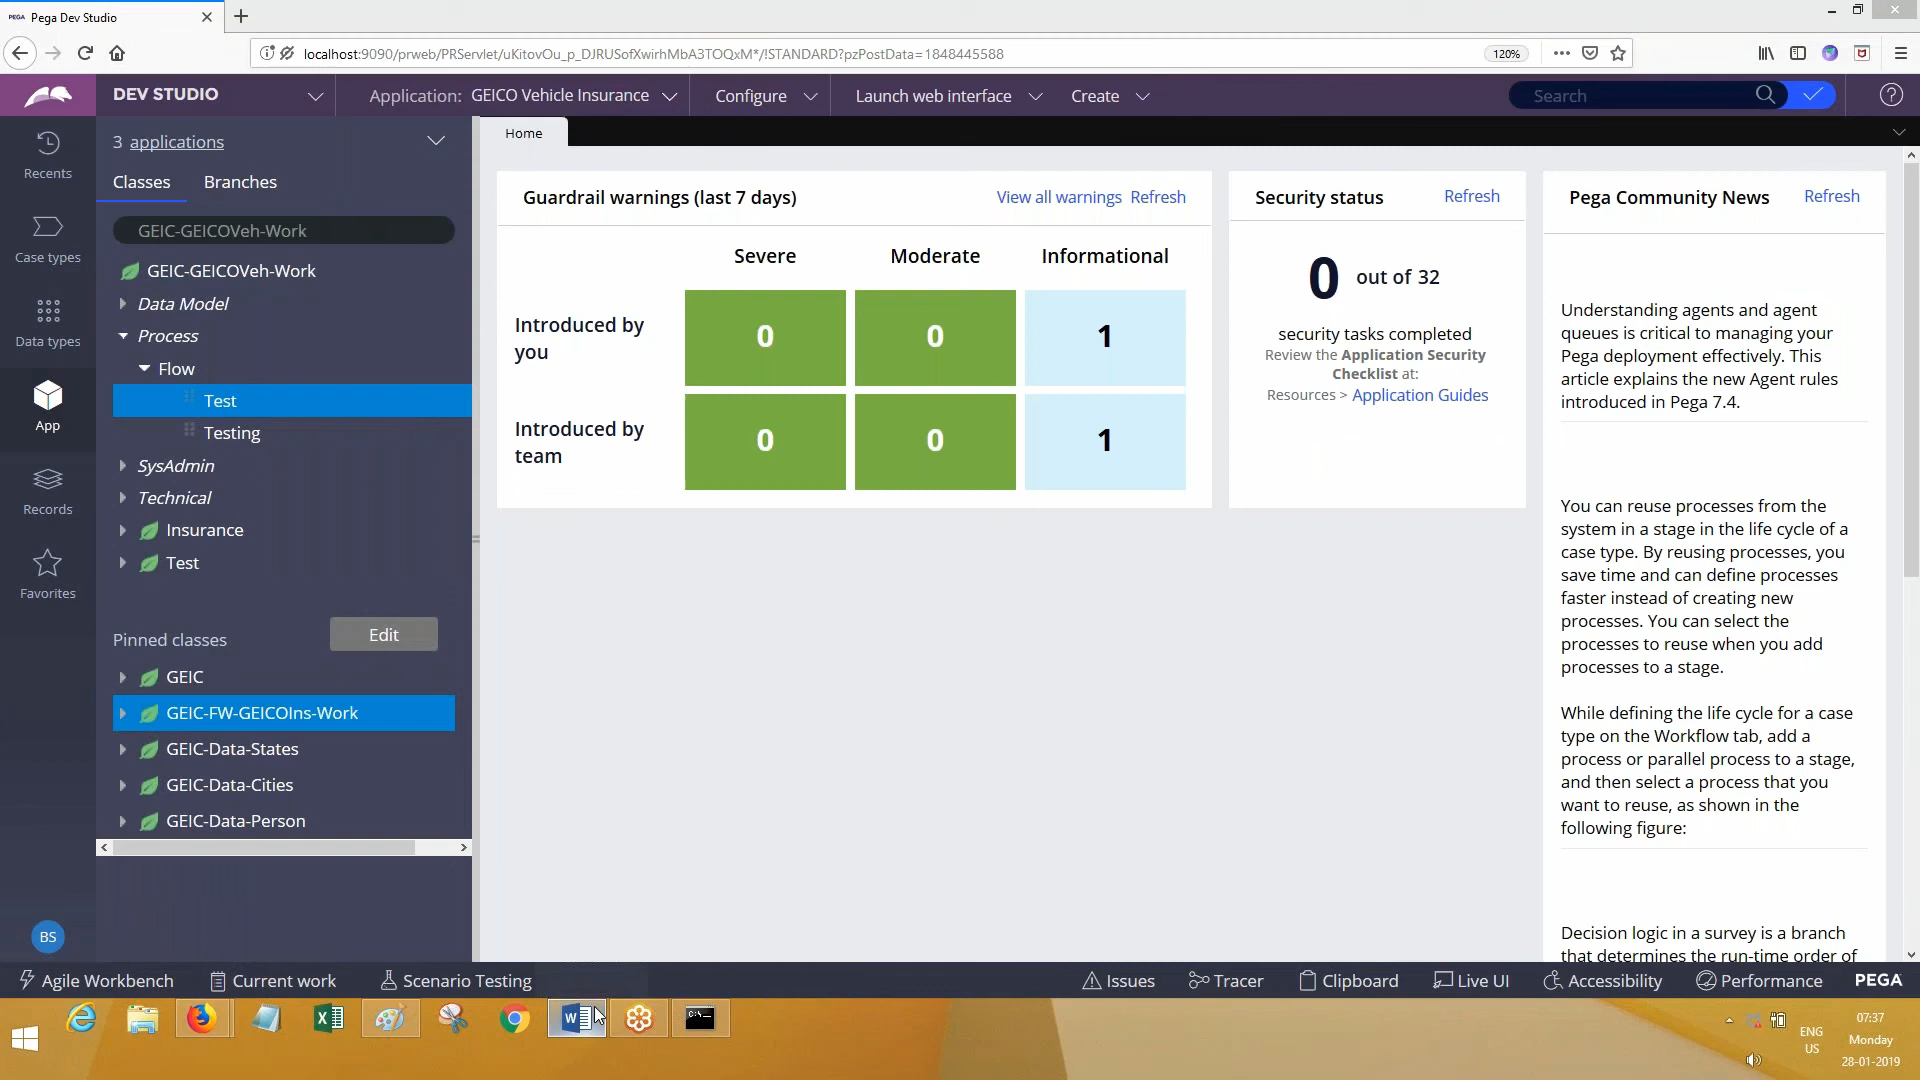 PEGA Pega Dev Studio
localhost:9090/prweb/PRServlet/uKitovOu_p_DJRUSofXwirhMbA3TOQxM*/!STANDARD?pzPostData=1848445588
120%
DEV STUDIO
Application: GEICO Vehicle Insurance
Configure
Launch web interface
Create
Search
Recents
Case types
Data types
App
Records
Favorites
BS
3 applications
Classes Branches
GEIC-GEICOVeh-Work
GEIC-GEICOVeh-Work
Data Model
Process
Flow
Test
Testing
SysAdmin
Technical
Insurance
Test
Pinned classes Edit
GEIC
GEIC-FW-GEICOIns-Work
GEIC-Data-States
GEIC-Data-Cities
GEIC-Data-Person
Home
Guardrail warnings (last 7 days) View all warnings Refresh
Severe Moderate Informational
Introduced by
you
0 0 1
Introduced by
team
0 0 1
Security status Refresh
0 out of 32
security tasks completed
Review the Application Security
Checklist at:
Resources > Application Guides
Pega Community News Refresh
Understanding agents and agent
queues is critical to managing your
Pega deployment effectively. This
article explains the new Agent rules
introduced in Pega 7.4.
You can reuse processes from the
system in a stage in the life cycle of a
case type. By reusing processes, you
save time and can define processes
faster instead of creating new
processes. You can select the
processes to reuse when you add
processes to a stage.
While defining the life cycle for a case
type on the Workflow tab, add a
process or parallel process to a stage,
and then select a process that you
want to reuse, as shown in the
following figure:
Decision logic in a survey is a branch
that determines the run-time order of
Agile Workbench Current work Scenario Testing Issues Tracer Clipboard Live UI Accessibility Performance PEGA
ENG
US
07:37
Monday
28-01-2019